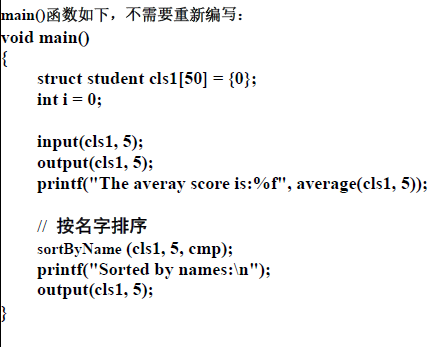 main()函数如下，不需要重新编写：
void main()
{
struct student cls1[50] = {0};
int i = 0;
input(cls1, 5);
output(cls1, 5);
printf("The averay score is:%f", average(cls1, 5));
// 按名字排序
sortByName (cls1, 5, cmp);
printf("Sorted by names:\n");
output(cls1, 5);
}